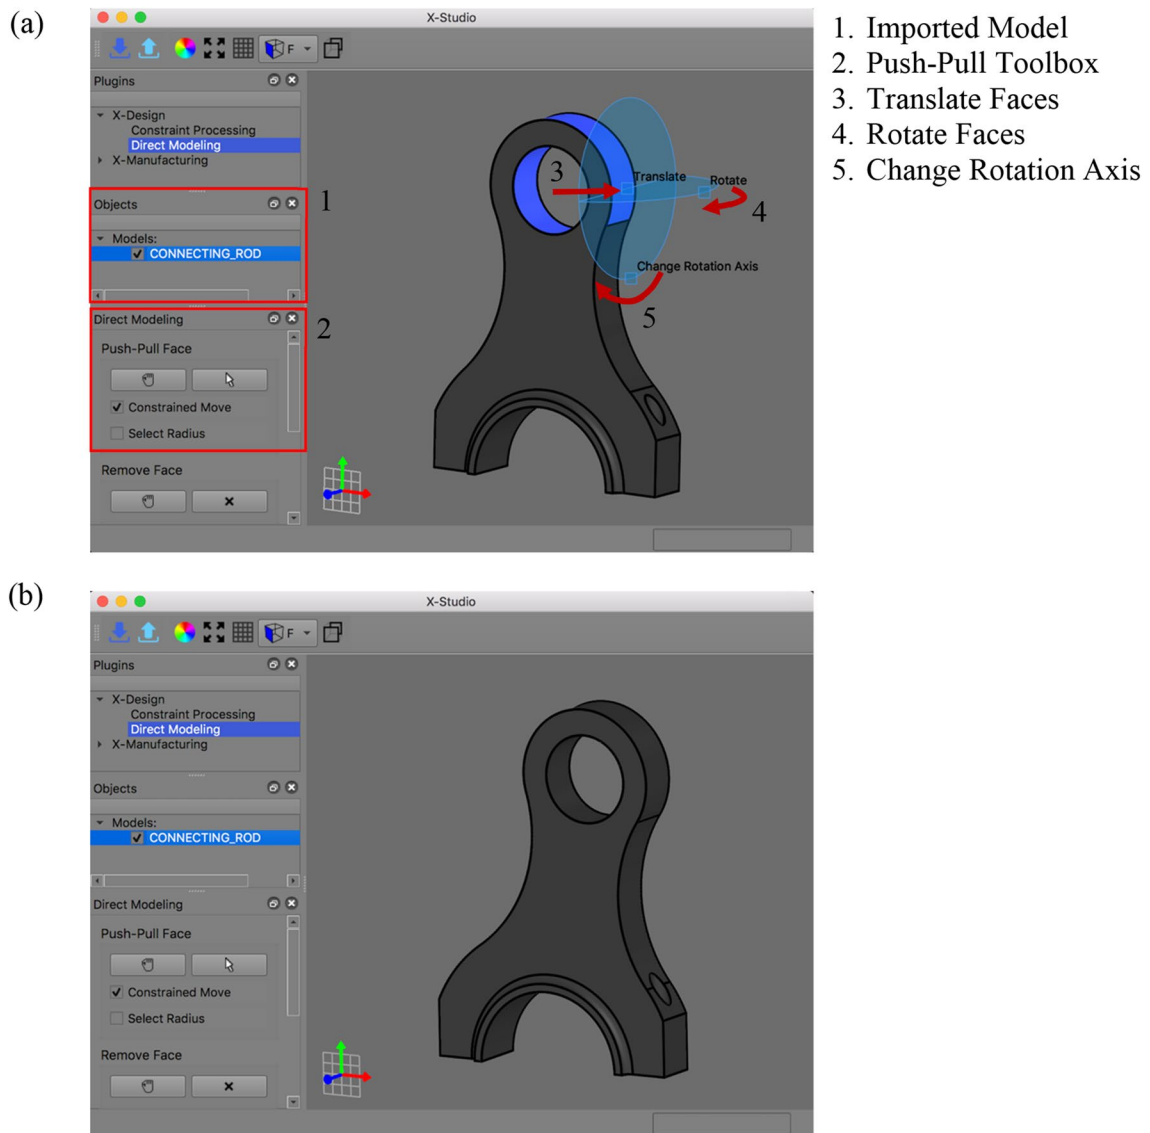 (a)
X-Studio
F
Plugins
X-Design
Constraint Processing
Direct Modeling
X-Manufacturing
Objects
1
Models:
CONNECTING_ROD
Direct Modeling
2
Push-Pull Face
Constrained Move
Select Radius
Remove Face
3
Translate
Rotate
4
Change Rotation Axis
5
1. Imported Model
2. Push-Pull Toolbox
3. Translate Faces
4. Rotate Faces
5. Change Rotation Axis
(b)
X-Studio
F
Plugins
X-Design
Constraint Processing
Direct Modeling
X-Manufacturing
Objects
Models:
CONNECTING_ROD
Direct Modeling
Push-Pull Face
Constrained Move
Select Radius
Remove Face